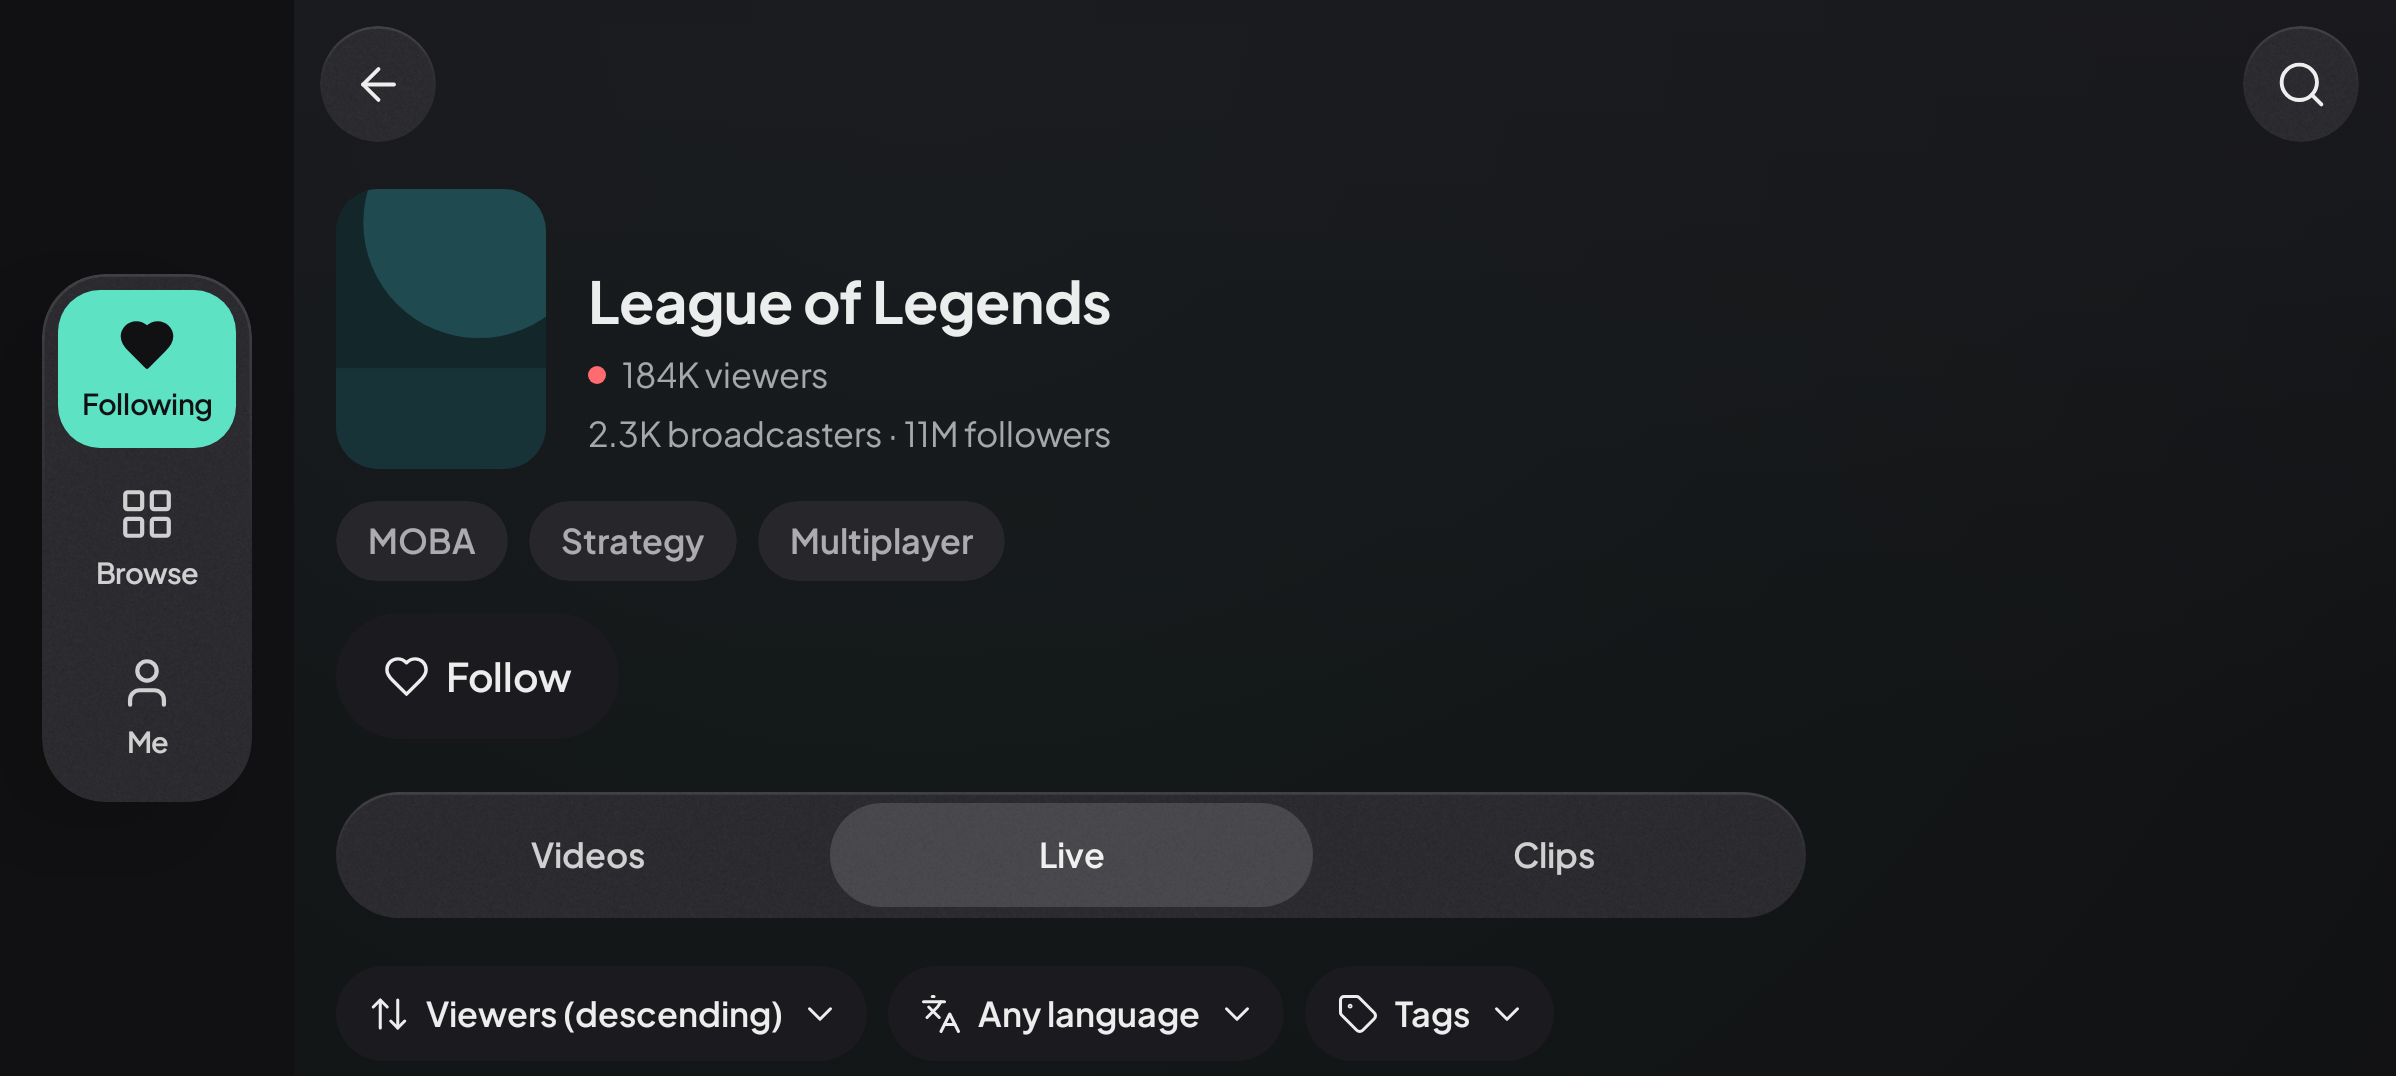 League of Legends
184K viewers
2.3K broadcasters · 11M followers
Following
Browse
Me
MOBA
Strategy
Multiplayer
Follow
Videos
Live
Clips
Viewers (descending)
Any language
Tags